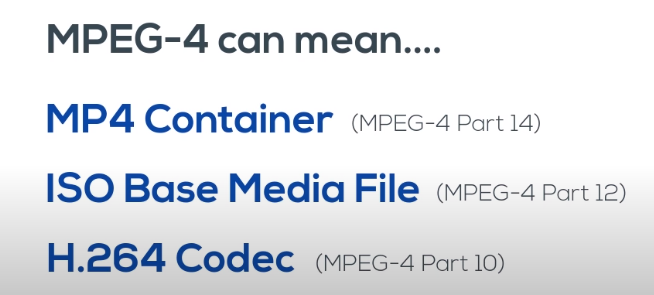 MPEG-4 can mean....
MP4 Container (MPEG-4 Part 14)
ISO Base Media File (MPEG-4 Part 12)
H.264 Codec (MPEG-4 Part 10)